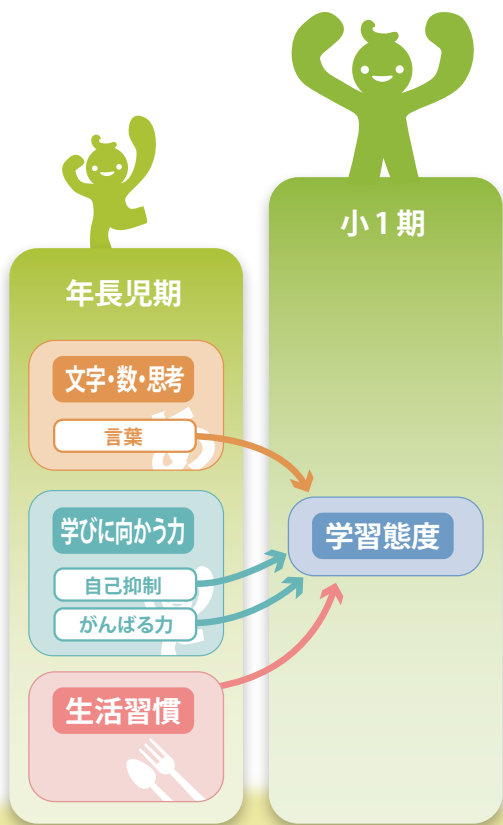 小1期
年長児期
文字・数・思考
言葉
学びに向かう力
自己抑制
がんばる力
生活習慣
学習態度